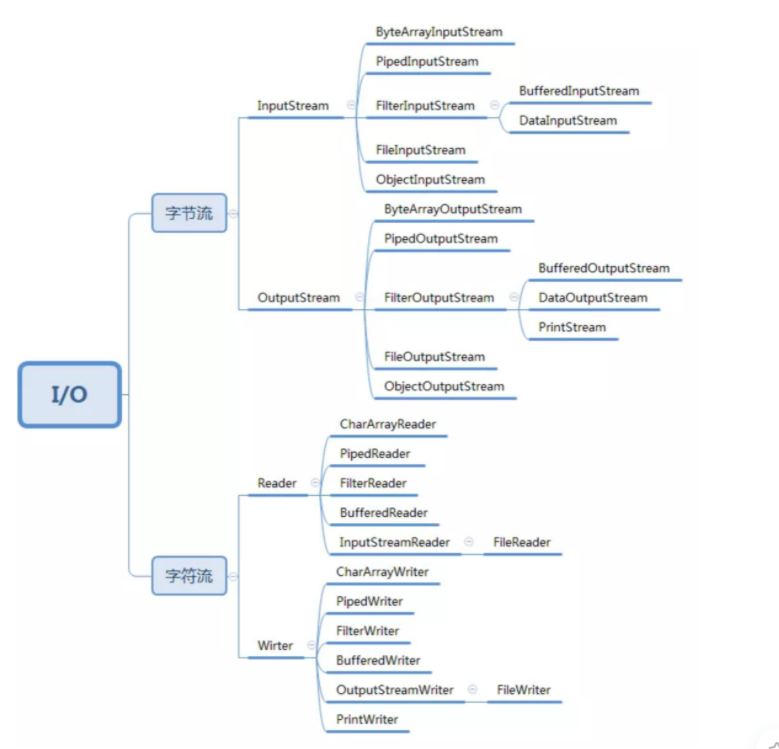 I/O
字节流
InputStream
ByteArrayInputStream
PipedInputStream
FilterInputStream
BufferedInputStream
DataInputStream
FileInputStream
ObjectInputStream
OutputStream
ByteArrayOutputStream
PipedOutputStream
FilterOutputStream
BufferedOutputStream
DataOutputStream
PrintStream
FileOutputStream
ObjectOutputStream
字符流
Reader
CharArrayReader
PipedReader
FilterReader
BufferedReader
InputStreamReader
FileReader
Wirter
CharArrayWriter
PipedWriter
FilterWriter
BufferedWriter
OutputStreamWriter
FileWriter
PrintWriter